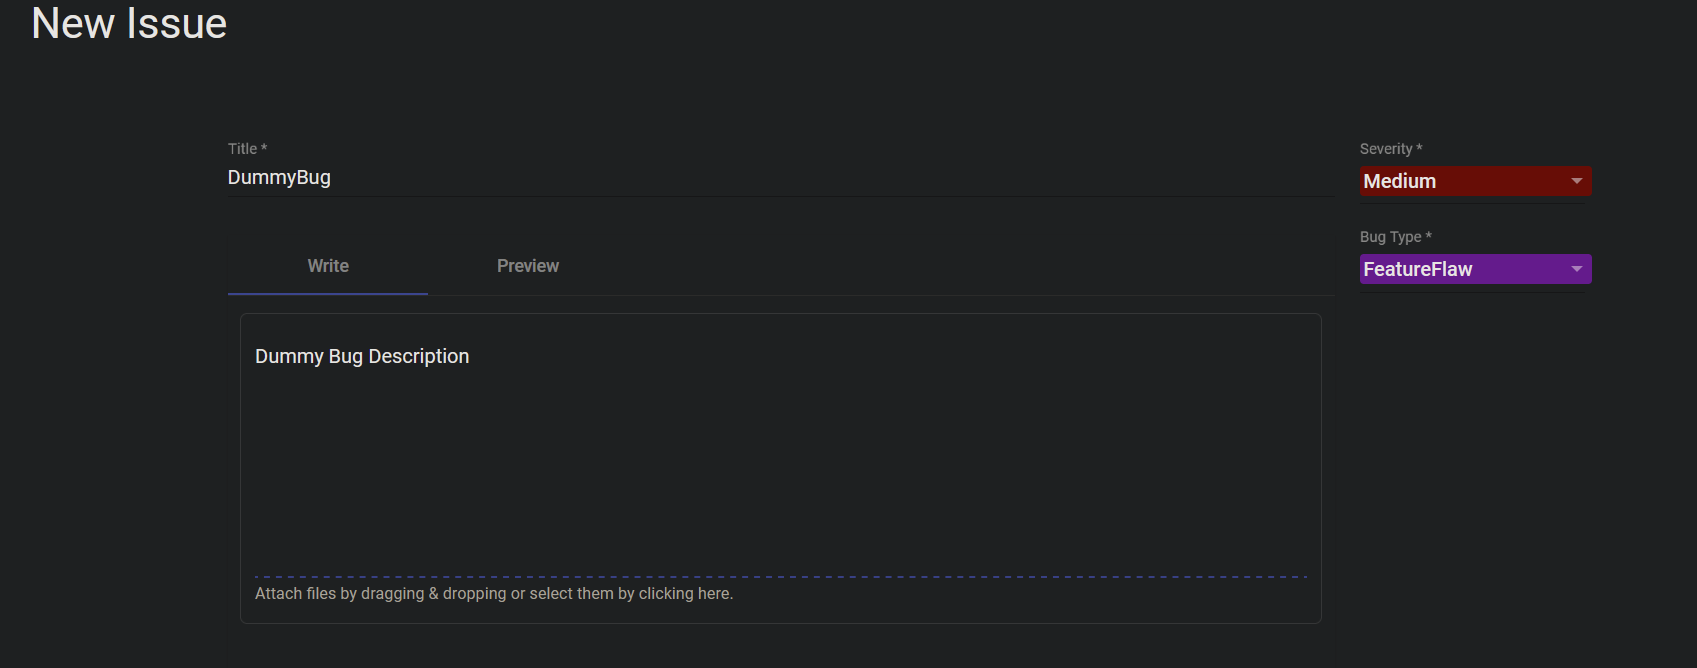 New Issue
Title *
DummyBug
Severity *
Medium
Bug Type *
FeatureFlaw
Write Preview
Dummy Bug Description
Attach files by dragging & dropping or select them by clicking here.